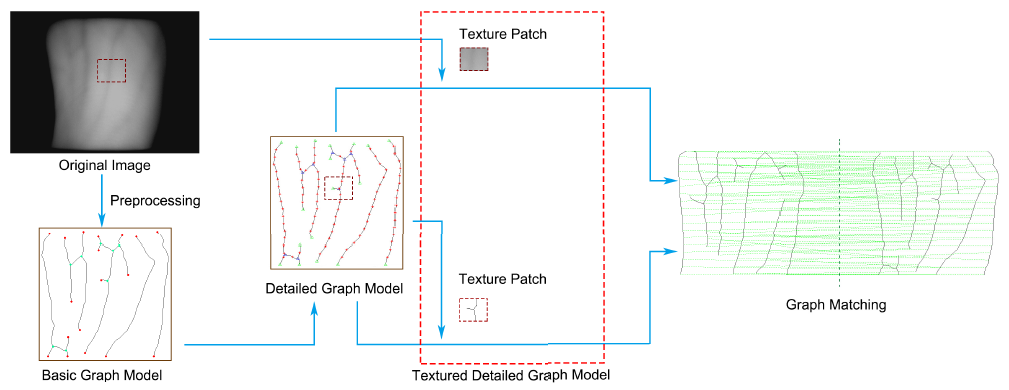 Texture Patch
Original Image
Preprocessing
Detailed Graph Model
Texture Patch
Graph Matching
Basic Graph Model
Textured Detailed Graph Model